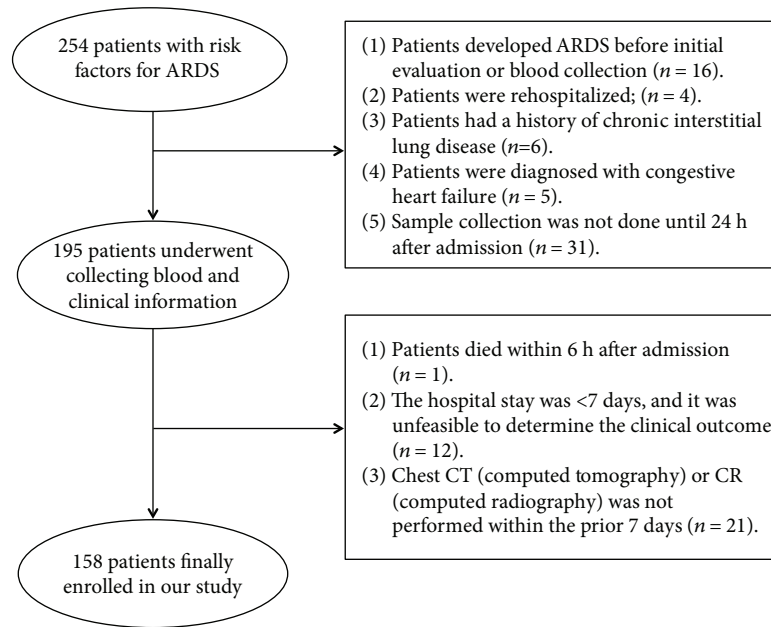 254 patients with risk
factors for ARDS
(1) Patients developed ARDS before initial
evaluation or blood collection (n = 16).
(2) Patients were rehospitalized; (n = 4).
(3) Patients had a history of chronic interstitial
lung disease (n=6).
(4) Patients were diagnosed with congestive
heart failure (n = 5).
(5) Sample collection was not done until 24 h
after admission (n = 31).
195 patients underwent
collecting blood and
clinical information
(1) Patients died within 6 h after admission
(n = 1).
(2) The hospital stay was <7 days, and it was
unfeasible to determine the clinical outcome
(n = 12).
(3) Chest CT (computed tomography) or CR
(computed radiography) was not
performed within the prior 7 days (n = 21).
158 patients finally
enrolled in our study